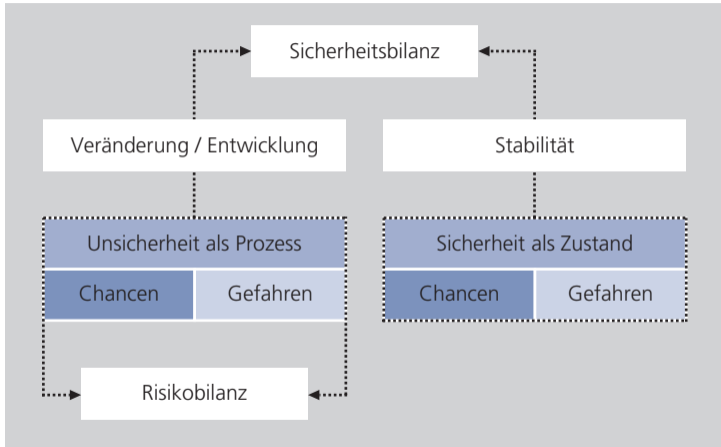 Sicherheitsbilanz
Veränderung / Entwicklung
Stabilität
Unsicherheit als Prozess
Sicherheit als Zustand
Chancen
Gefahren
Chancen
Gefahren
Risikobilanz